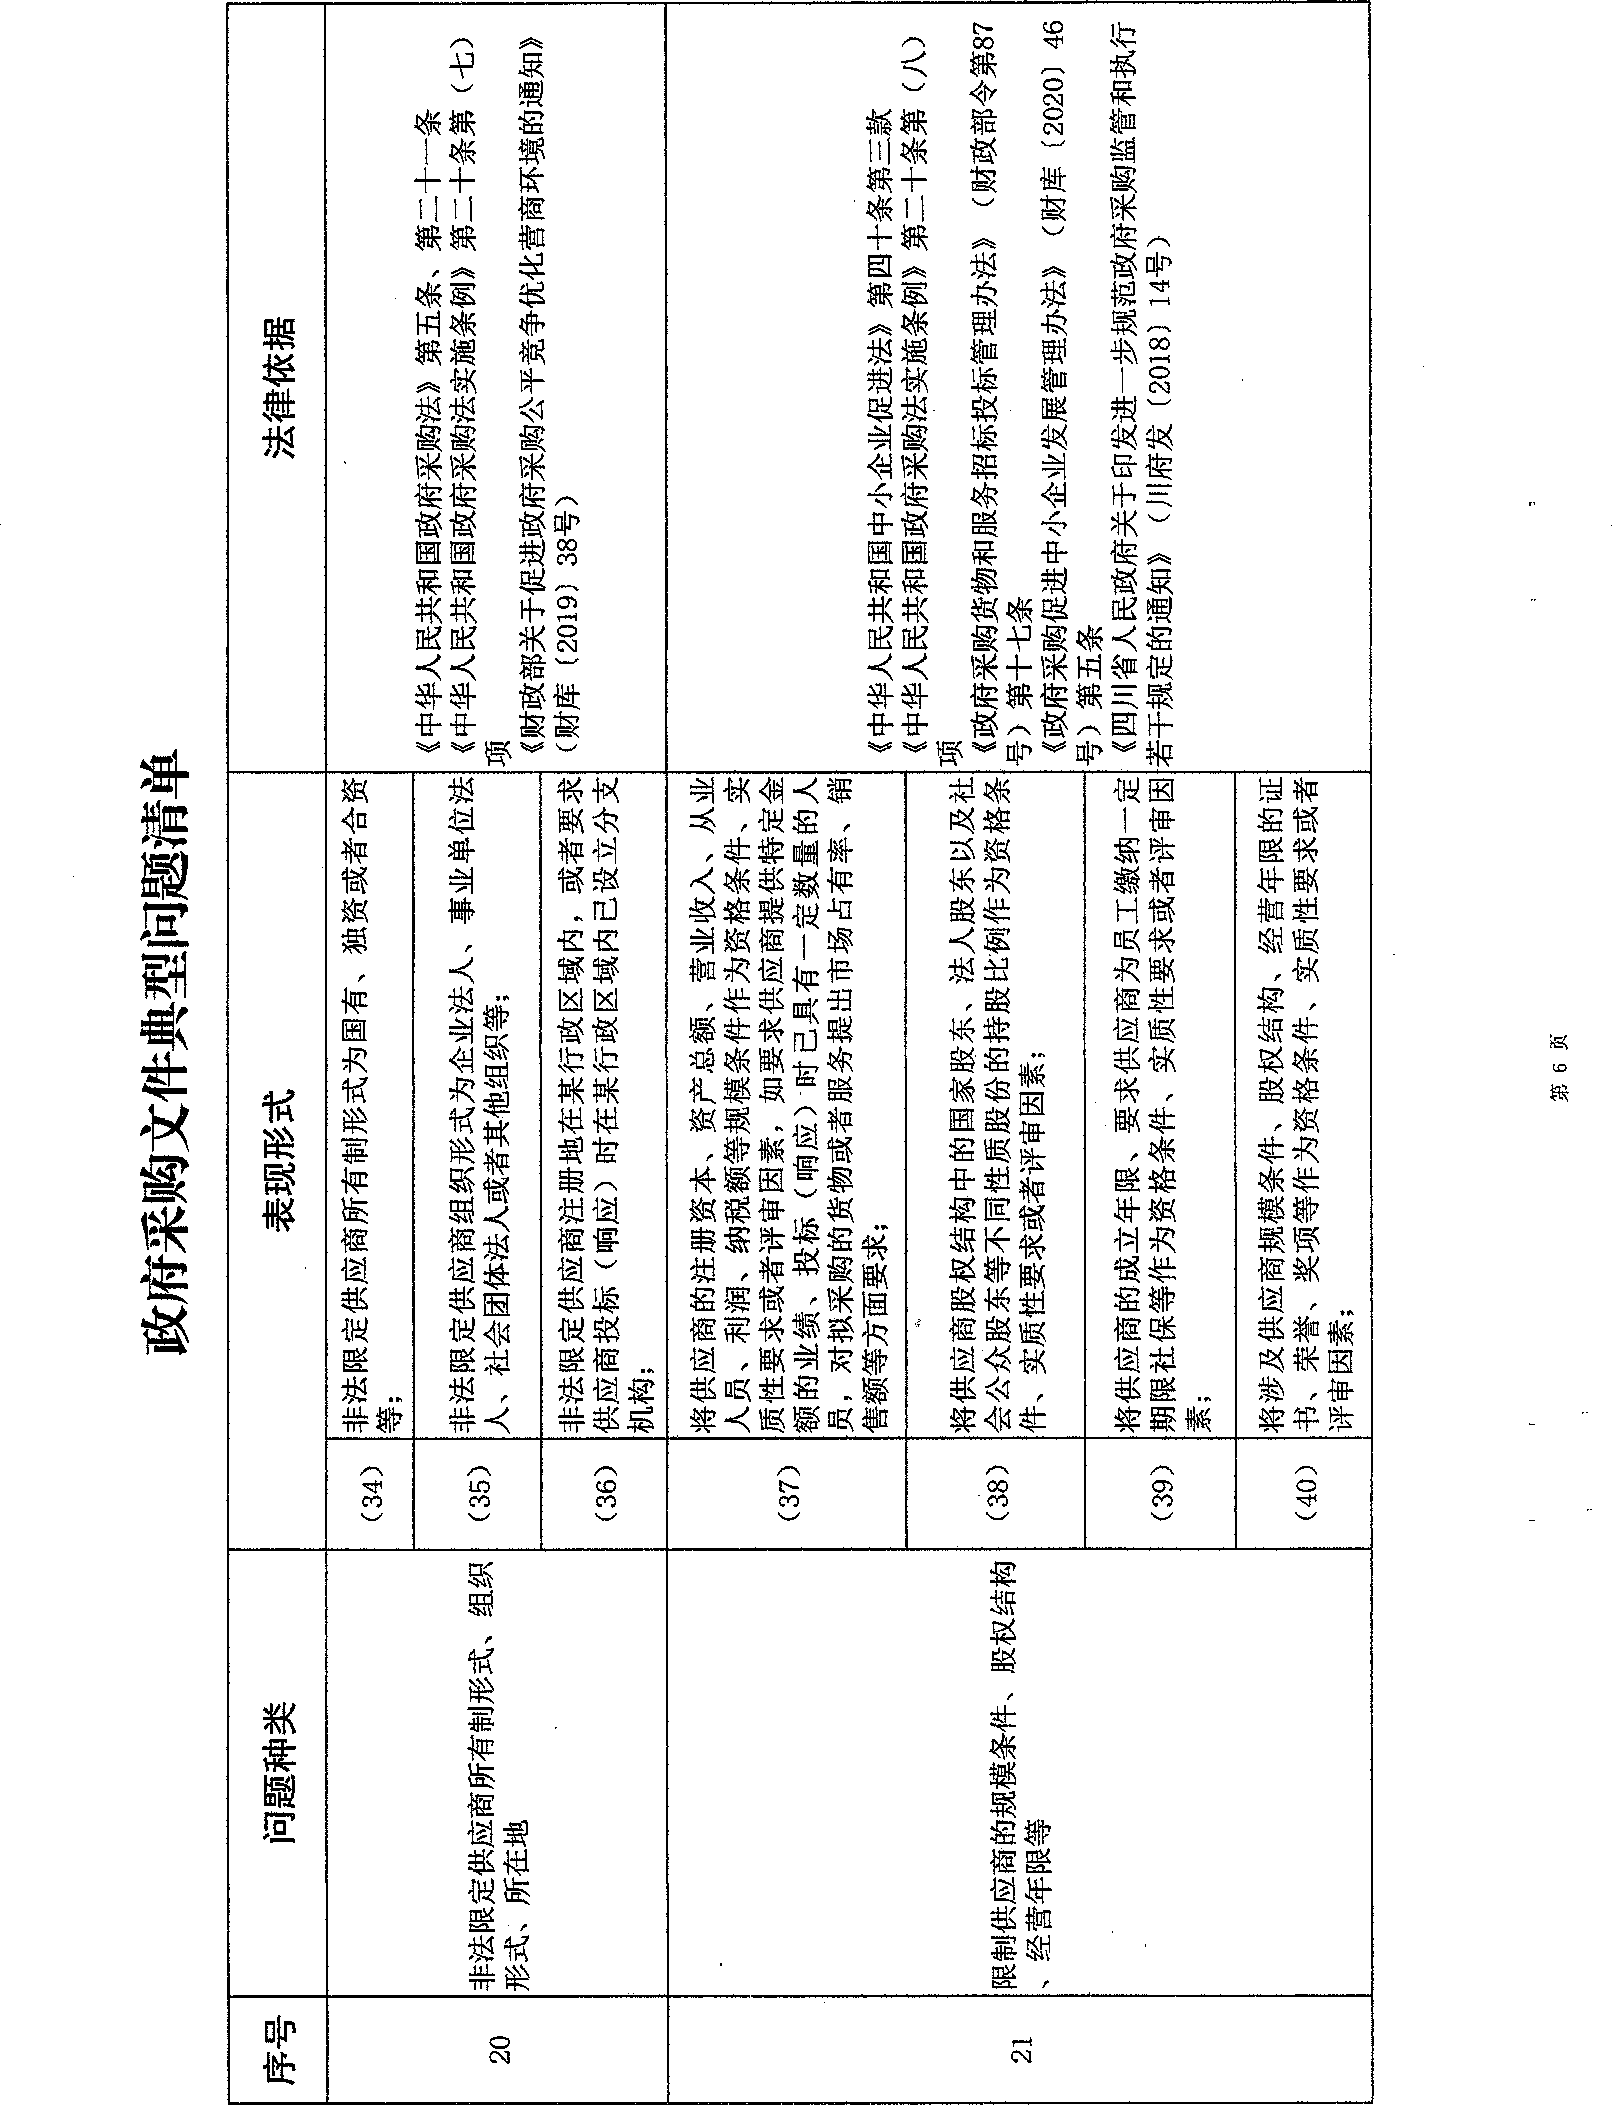 政府采购文件典型问题清单
序号
问题种类
表现形式
法律依据
20
非法限定供应商所有制形式、组织
形式、所在地
(34)
非法限定供应商所有制形式为国有、独资或者合资
等；
(35)
非法限定供应商组织形式为企业法人、事业单位法
人、社会团体法人或者其他组织等；
(36)
非法限定供应商注册地在某行政区域内，或者要求
供应商投标（响应）时在某行政区域内已设立分支
机构；
《中华人民共和国政府采购法》第五条、第二十一条
《中华人民共和国政府采购法实施条例》第二十条第（七）
项
《财政部关于促进政府采购公平竞争优化营商环境的通知》
（财库〔2019〕38号）
21
限制供应商的规模条件、股权结构
、经营年限等
(37)
将供应商的注册资本、资产总额、营业收入、从业
人员、利润、纳税额等规模条件作为资格条件、实
质性要求或者评审因素，如要求供应商提供特定金
额的业绩、投标（响应）时已具有一定数量的人
员，对拟采购的货物或者服务提出市场占有率、销
售额等方面要求；
(38)
将供应商股权结构中的国家股东、法人股东以及社
会公众股东等不同性质股份的持股比例作为资格条
件、实质性要求或者评审因素；
(39)
将供应商的成立年限、要求供应商为员工缴纳一定
期限社保等作为资格条件、实质性要求或者评审因
素；
(40)
将涉及供应商规模条件、股权结构、经营年限的证
书、荣誉、奖项等作为资格条件、实质性要求或者
评审因素；
《中华人民共和国中小企业促进法》第四十条第三款
《中华人民共和国政府采购法实施条例》第二十条第（八）
项
《政府采购货物和服务招标投标管理办法》（财政部令第87
号）第十七条
《政府采购促进中小企业发展管理办法》（财库〔2020〕46
号）第五条
《四川省人民政府关于印发进一步规范政府采购监管和执行
若干规定的通知》（川府发〔2018〕14号）
第 6 页